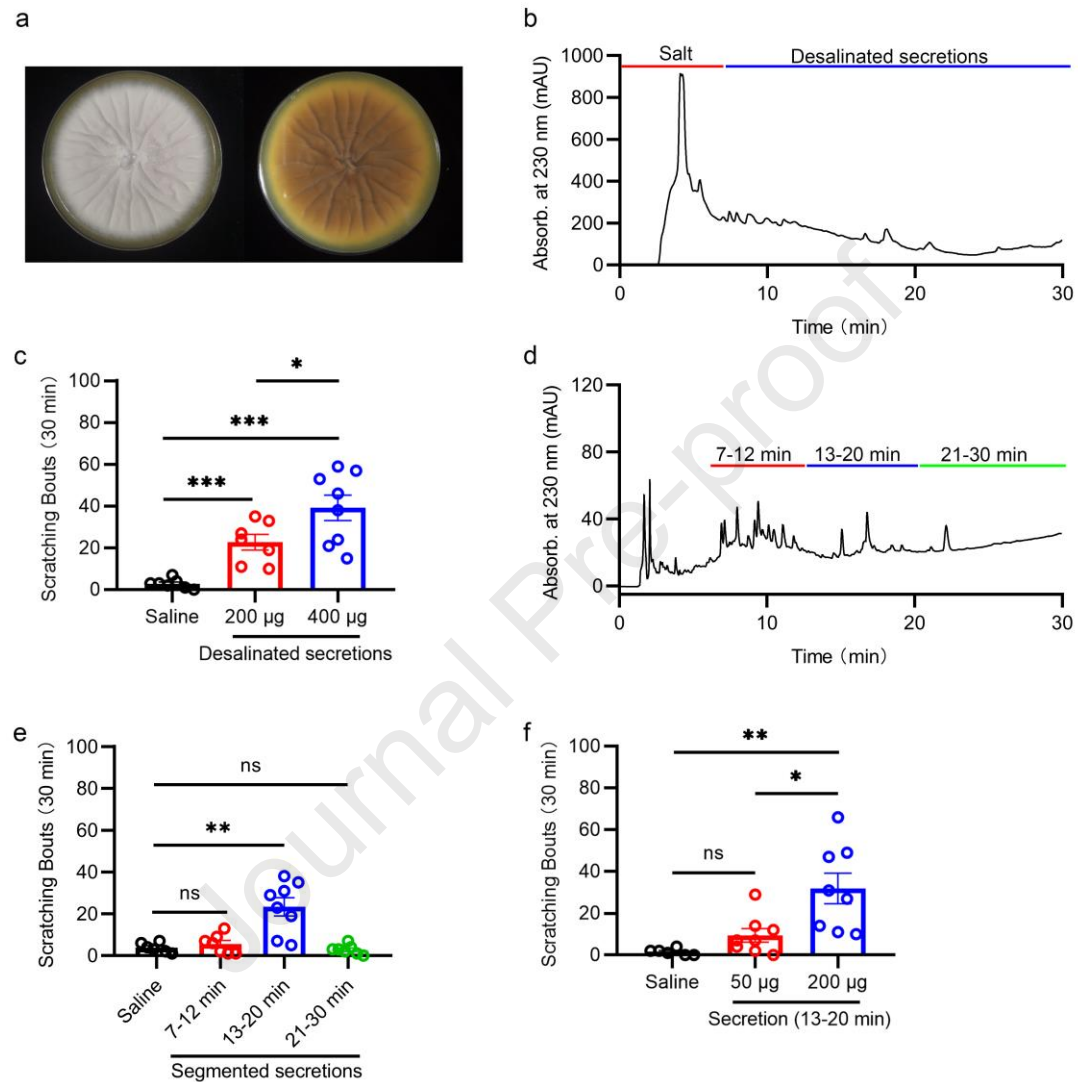 a
b
Absorb. at 230 nm (mAU)
1000
800
600
400
200
0
Salt
Desalinated secretions
0 10 20 30
Time (min)
c
Scratching Bouts (30 min)
100
80
60
40
20
0
*
***
***
Saline 200 µg 400 µg
Desalinated secretions
d
Absorb. at 230 nm (mAU)
120
80
40
0
7-12 min 13-20 min 21-30 min
0 10 20 30
Time (min)
e
Scratching Bouts (30 min)
100
80
60
40
20
0
ns
**
ns
Saline 7-12 min 13-20 min 21-30 min
Segmented secretions
f
Scratching Bouts (30 min)
100
80
60
40
20
0
**
*
ns
Saline 50 µg 200 µg
Secretion (13-20 min)
Journal Pre-proof